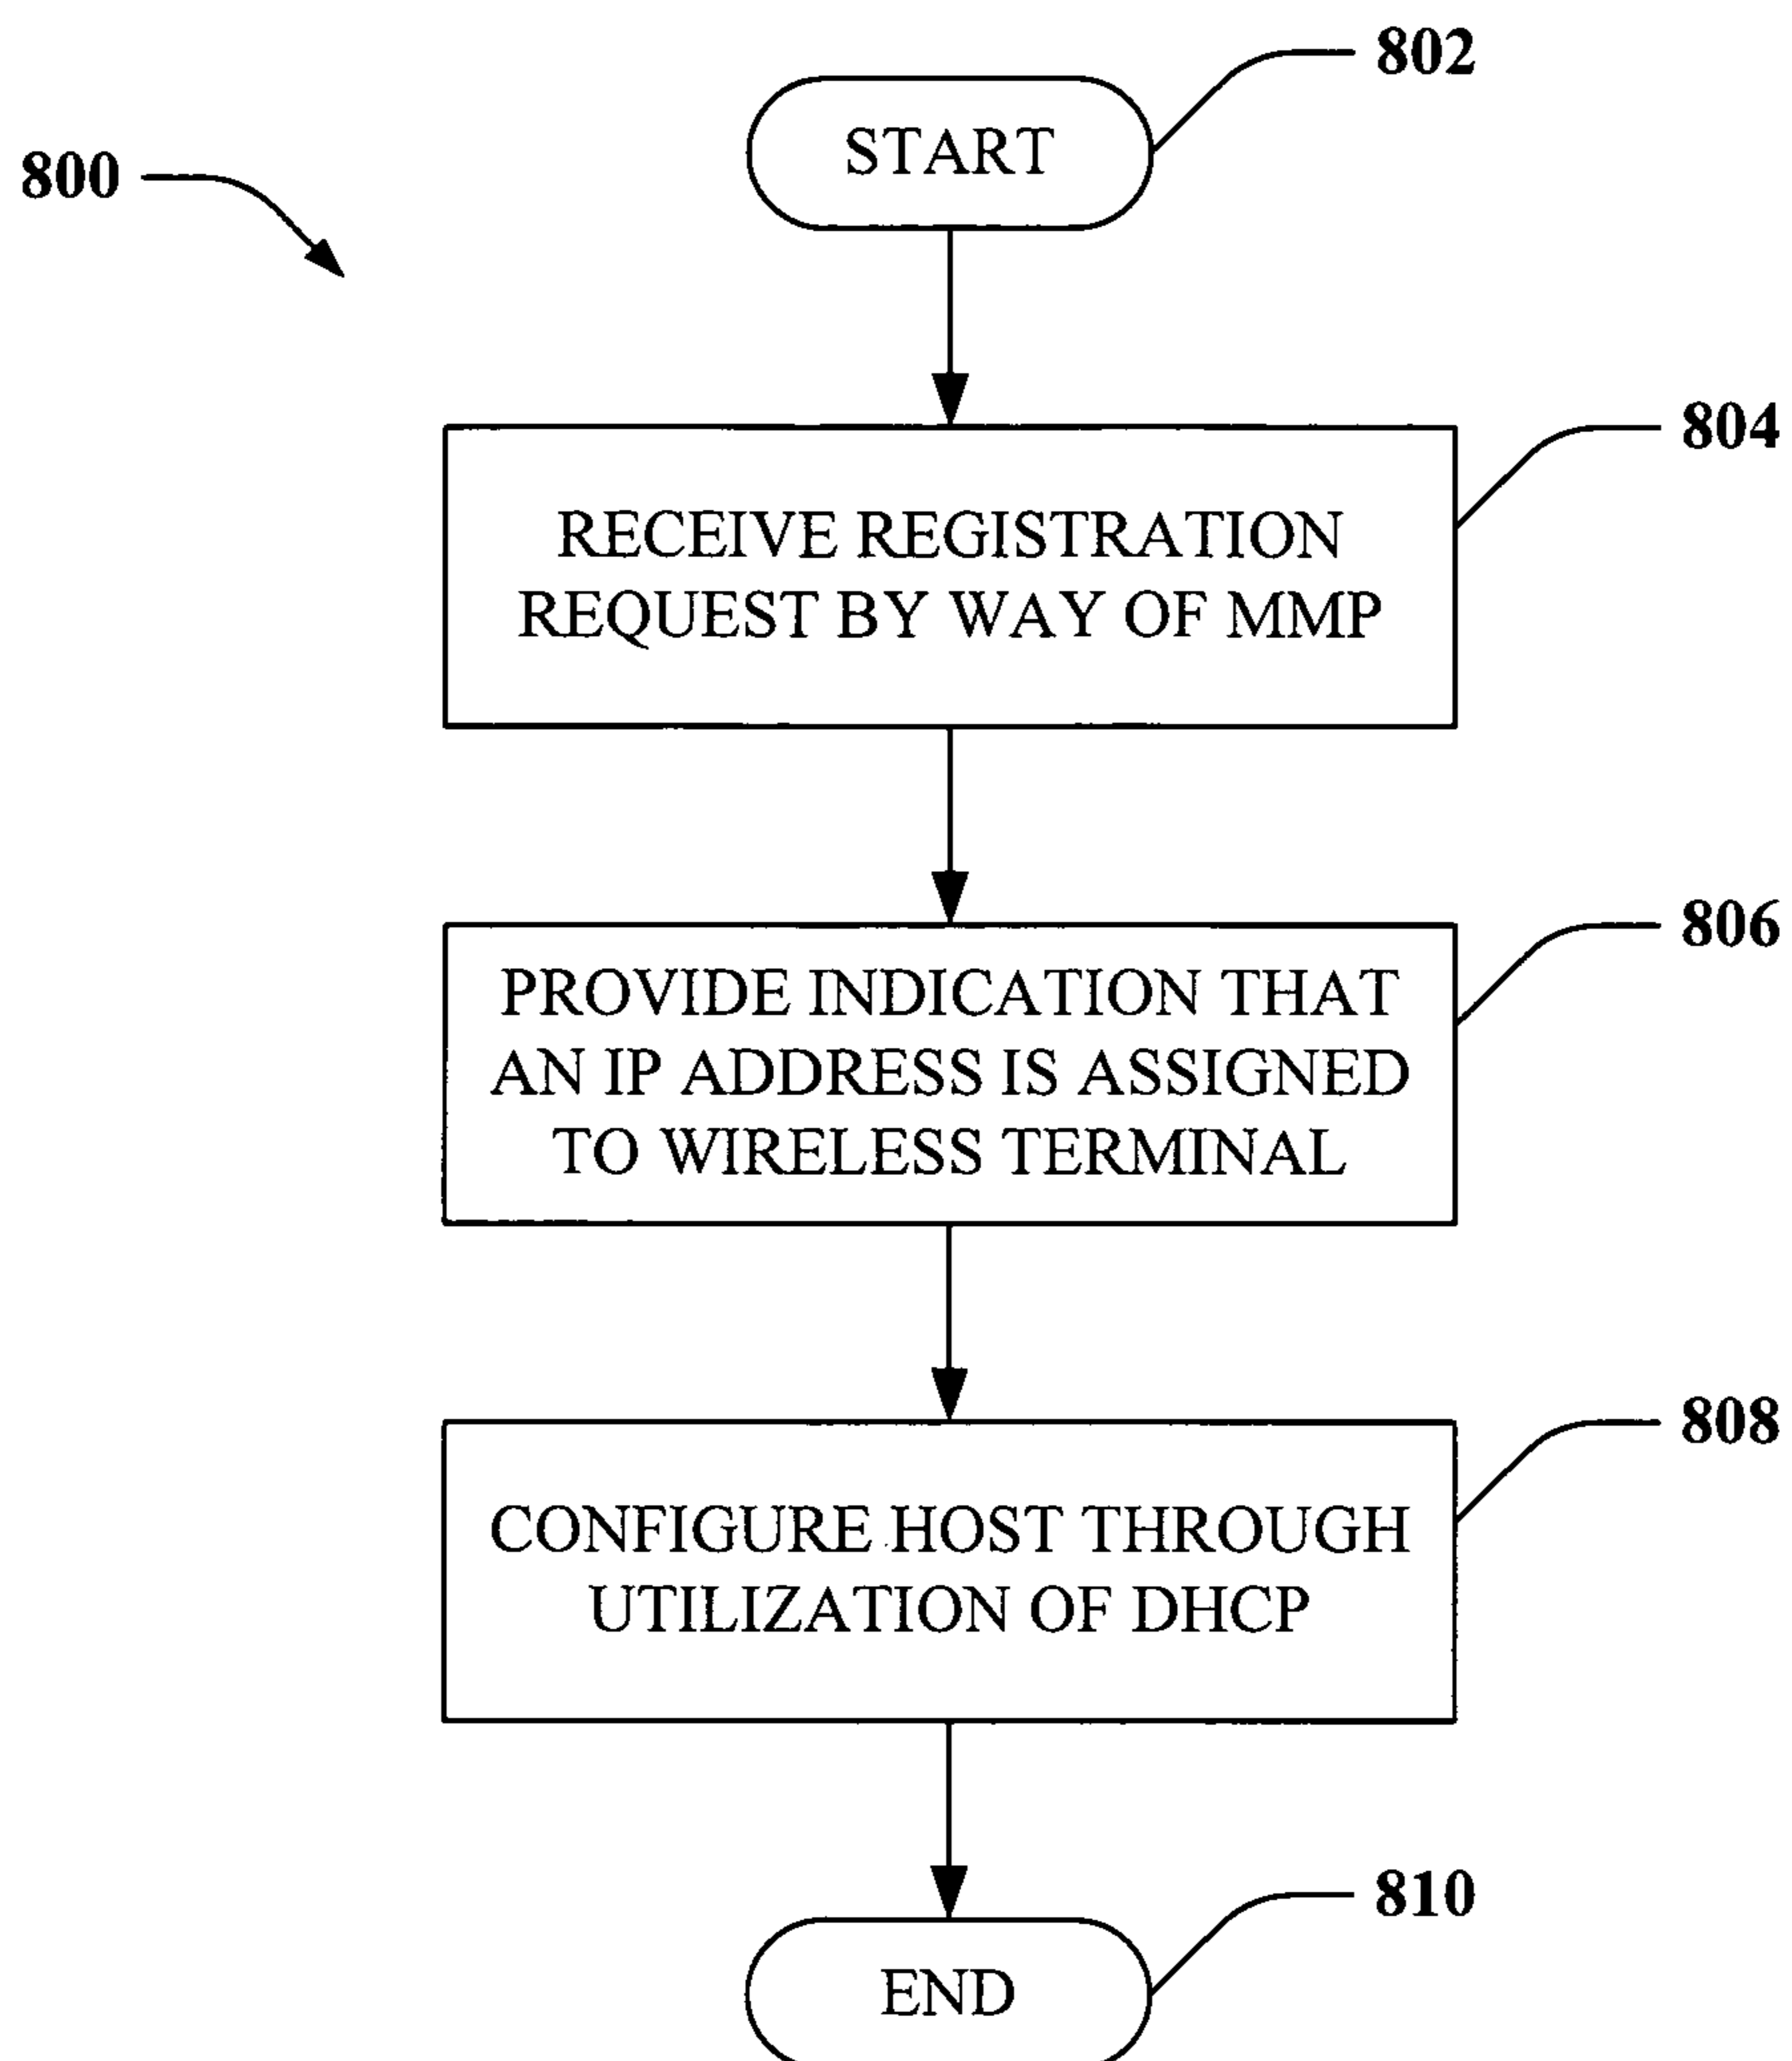 802
START
800
804
RECEIVE REGISTRATION
REQUEST BY WAY OF MMP
806
PROVIDE INDICATION THAT
AN IP ADDRESS IS ASSIGNED
TO WIRELESS TERMINAL
808
CONFIGURE HOST THROUGH
UTILIZATION OF DHCP
810
END